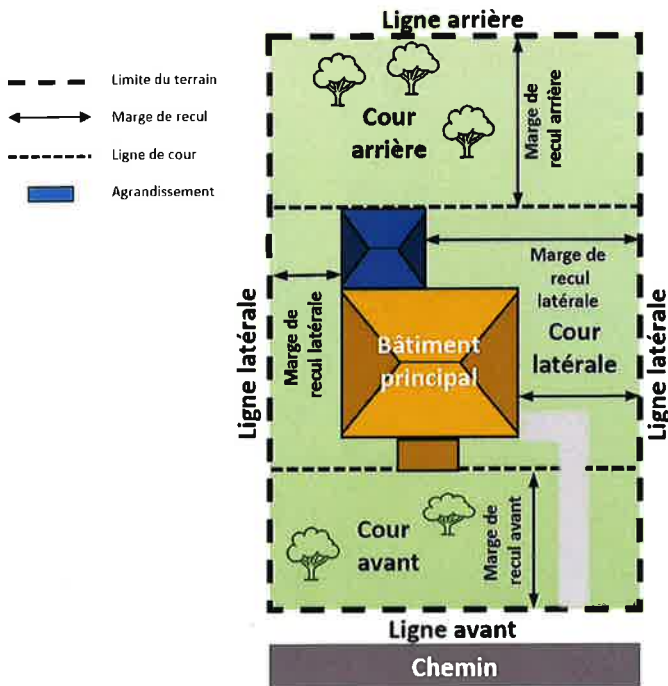 Ligne arrière
Limite du terrain
Marge de recul
Ligne de cour
Agrandissement
Cour
arrière
Marge de
recul arrière
Ligne latérale
Marge de
recul latérale
Marge de
recul
latérale
Cour
latérale
Ligne latérale
Bâtiment
principal
Cour
avant
Marge de
recul avant
Ligne avant
Chemin